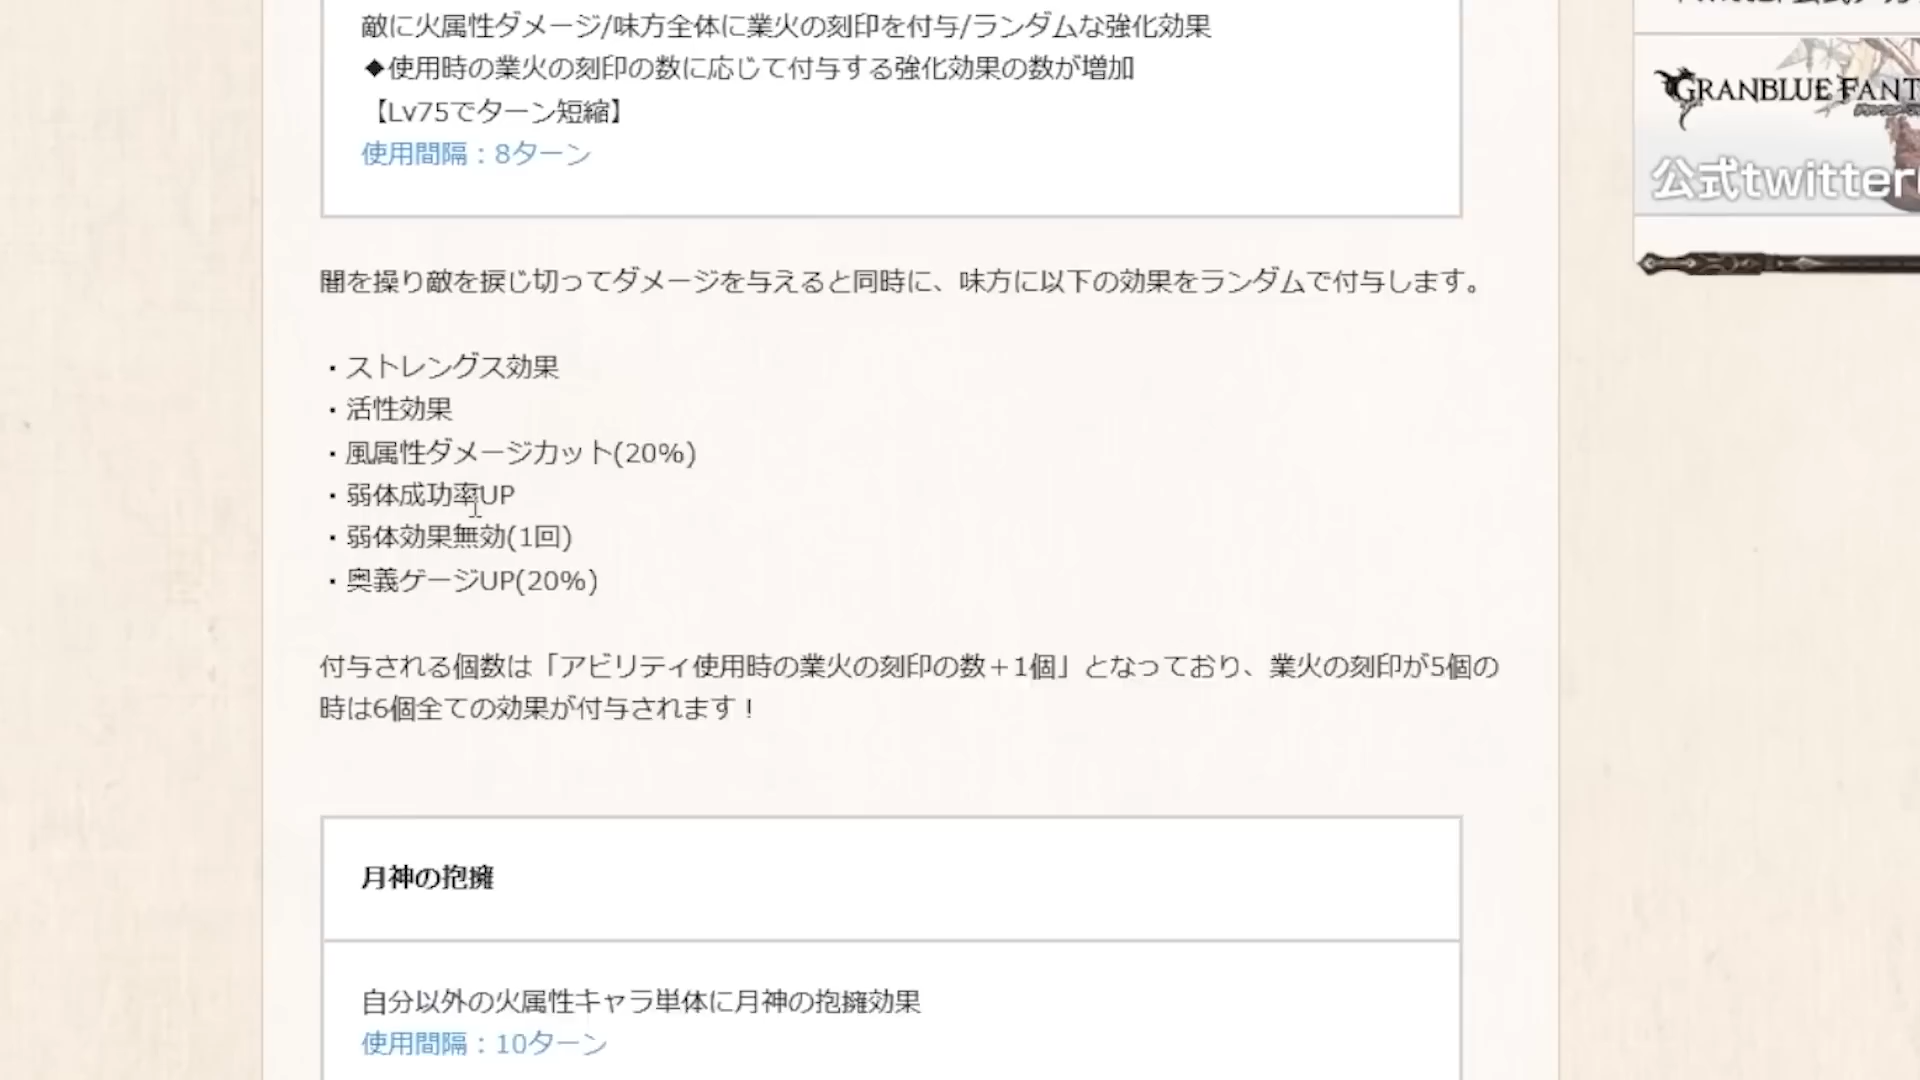 敵に火属性ダメージ/味方全体に業火の刻印を付与/ランダムな強化効果
◆使用時の業火の刻印の数に応じて付与する強化効果の数が増加
【Lv75でターン短縮】
使用間隔：8ターン
闇を操り敵を捩じ切ってダメージを与えると同時に、味方に以下の効果をランダムで付与します。
・ストレングス効果
・活性効果
・風属性ダメージカット(20%)
・弱体成功率UP
・弱体効果無効(1回)
・奥義ゲージUP(20%)
付与される個数は「アビリティ使用時の業火の刻印の数＋1個」となっており、業火の刻印が5個の
時は6個全ての効果が付与されます！
月神の抱擁
自分以外の火属性キャラ単体に月神の抱擁効果
使用間隔：10ターン
GRANBLUE FANT
公式twitter